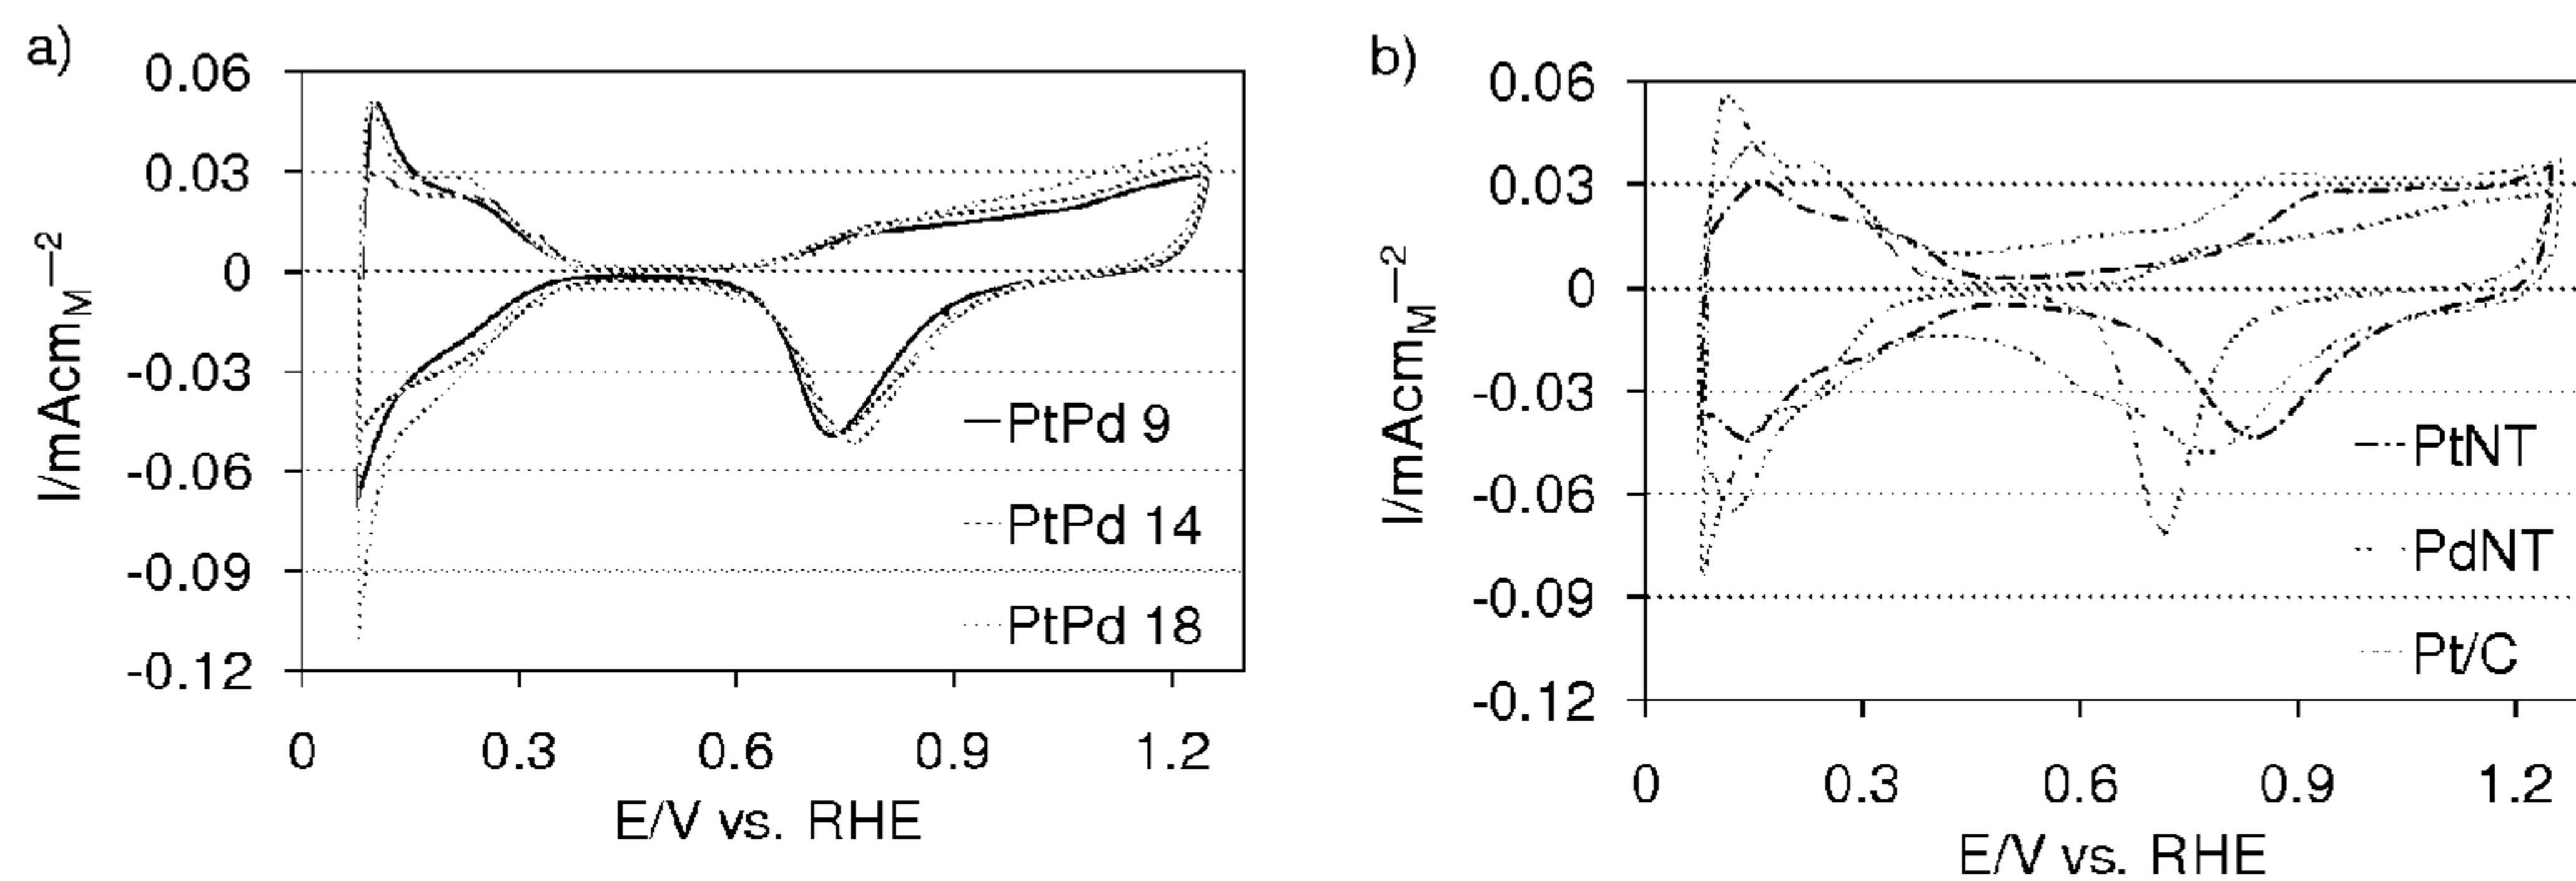 a)
0.06
0.03
0
-0.03
-0.06
-0.09
-0.12
I/mAcm_M^−2
PtPd 9
PtPd 14
PtPd 18
0 0.3 0.6 0.9 1.2
E/V vs. RHE
b)
0.06
0.03
0
-0.03
-0.06
-0.09
-0.12
I/mAcm_M^−2
PtNT
PdNT
Pt/C
0 0.3 0.6 0.9 1.2
E/V vs. RHE